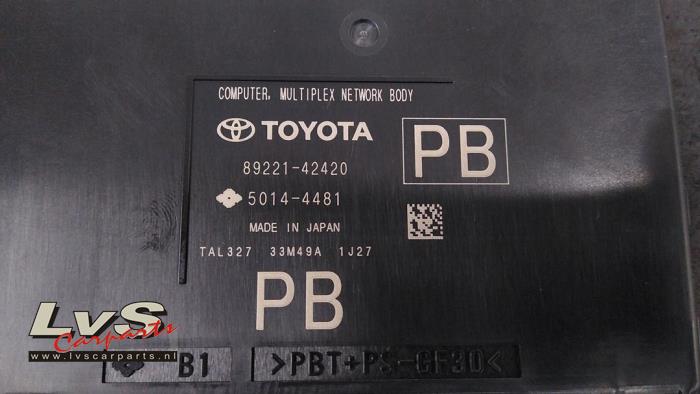 COMPUTER, MULTIPLEX NETWORK BODY
TOYOTA
PB
89221-42420
5014-4481
MADE IN JAPAN
TAL327 33M49A 1J27
PB
LvS
Carparts
www.lvscarparts.nl
B1
>PBT+PS-GF30<